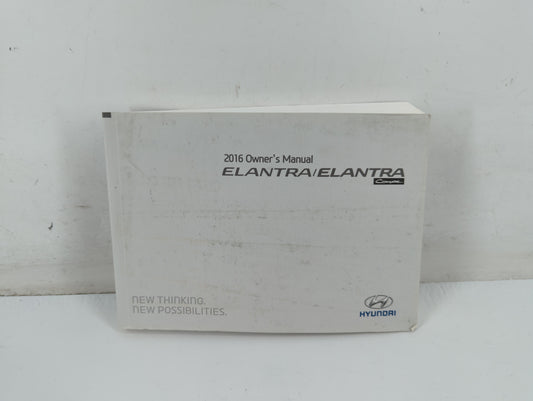 2016 Owner's Manual
ELANTRA/ELANTRA
Coupe
NEW THINKING.
NEW POSSIBILITIES.
HYUNDAI